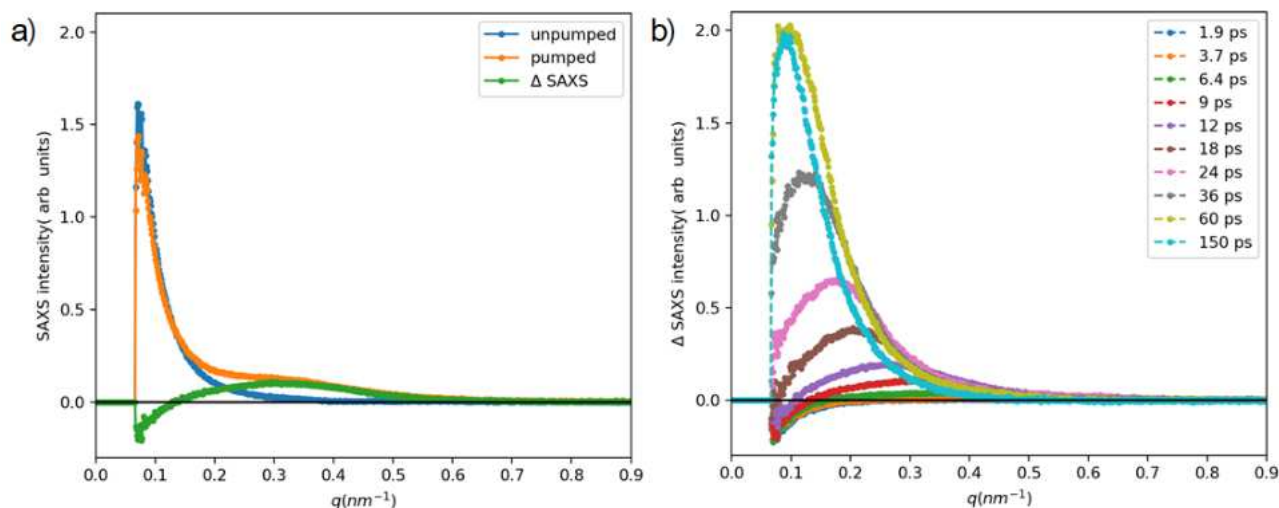 a)
2.0
1.5
1.0
0.5
0.0
SAXS intensity( arb units)
unpumped
pumped
Δ SAXS
0.0 0.1 0.2 0.3 0.4 0.5 0.6 0.7 0.8 0.9
q(nm⁻¹)
b)
2.0
1.5
1.0
0.5
0.0
Δ SAXS intensity( arb units)
1.9 ps
3.7 ps
6.4 ps
9 ps
12 ps
18 ps
24 ps
36 ps
60 ps
150 ps
0.0 0.1 0.2 0.3 0.4 0.5 0.6 0.7 0.8 0.9
q(nm⁻¹)